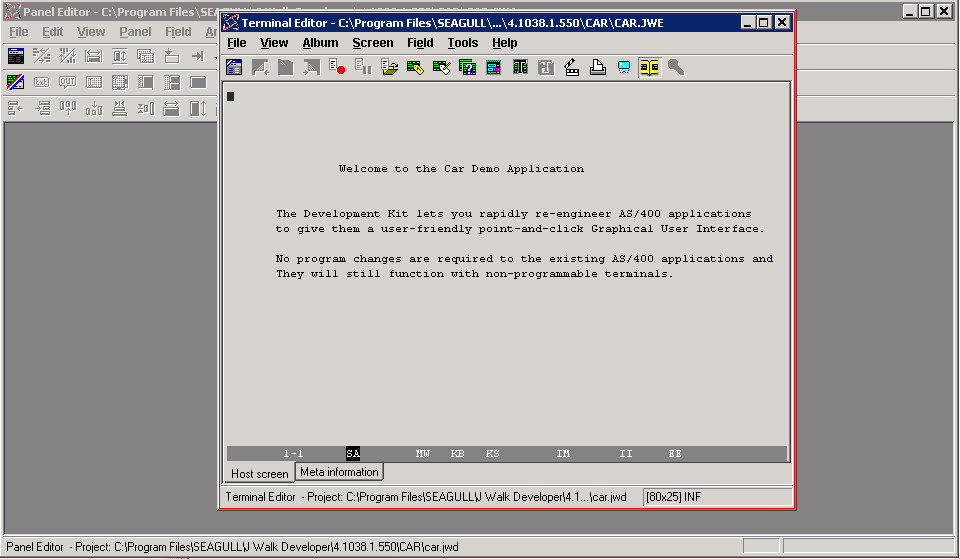 Panel Editor - C:\Program Files\SEAGULL
File Edit View Panel Field
Terminal Editor - C:\Program Files\SEAGULL\...\4.1038.1.550\CAR\CAR.JWE
File View Album Screen Field Tools Help
Welcome to the Car Demo Application
The Development Kit lets you rapidly re-engineer AS/400 applications
to give them a user-friendly point-and-click Graphical User Interface.
No program changes are required to the existing AS/400 applications and
They will still function with non-programmable terminals.
1-1 SA MW KB KS IM II EE
Host screen Meta information
Terminal Editor - Project: C:\Program Files\SEAGULL\J Walk Developer\4.1...\car.jwd [80x25] INF
Panel Editor - Project: C:\Program Files\SEAGULL\J Walk Developer\4.1038.1.550\CAR\car.jwd